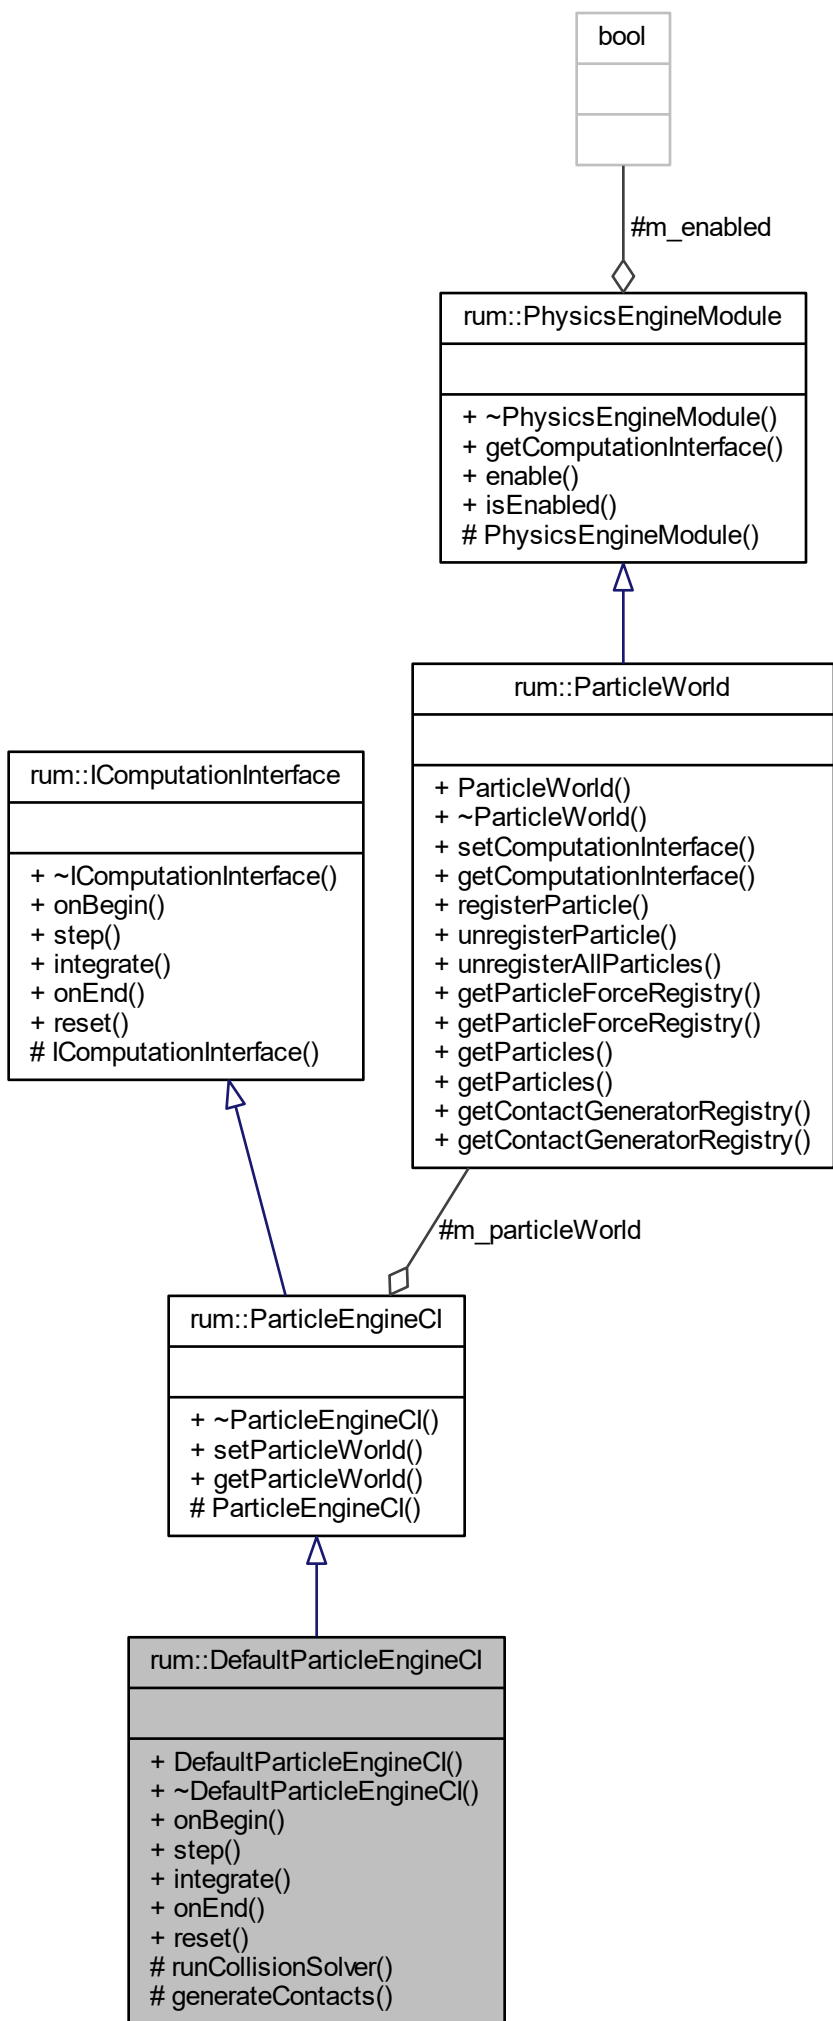 bool
#m_enabled
rum::PhysicsEngineModule
+ ~PhysicsEngineModule()
+ getComputationInterface()
+ enable()
+ isEnabled()
# PhysicsEngineModule()
rum::ParticleWorld
+ ParticleWorld()
+ ~ParticleWorld()
+ setComputationInterface()
+ getComputationInterface()
+ registerParticle()
+ unregisterParticle()
+ unregisterAllParticles()
+ getParticleForceRegistry()
+ getParticleForceRegistry()
+ getParticles()
+ getParticles()
+ getContactGeneratorRegistry()
+ getContactGeneratorRegistry()
rum::IComputationInterface
+ ~IComputationInterface()
+ onBegin()
+ step()
+ integrate()
+ onEnd()
+ reset()
# IComputationInterface()
#m_particleWorld
rum::ParticleEngineCI
+ ~ParticleEngineCI()
+ setParticleWorld()
+ getParticleWorld()
# ParticleEngineCI()
rum::DefaultParticleEngineCI
+ DefaultParticleEngineCI()
+ ~DefaultParticleEngineCI()
+ onBegin()
+ step()
+ integrate()
+ onEnd()
+ reset()
# runCollisionSolver()
# generateContacts()